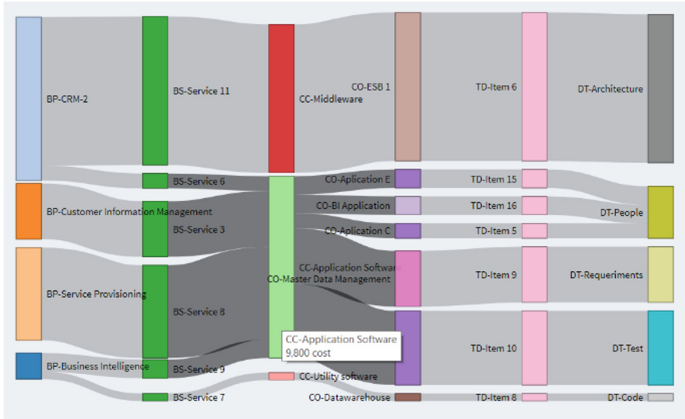 BP-CRM-2
BS-Service 11
CC-Middleware
CO-ESB 1
TD-Item 6
DT-Architecture
BS-Service 6
CO-Aplication E
TD-Item 15
BP-Customer Information Management
BS-Service 3
CO-BI Application
TD-Item 16
DT-People
CO-Aplication C
TD-Item 5
BP-Service Provisioning
BS-Service 8
CC-Application Software
CO-Master Data Management
TD-Item 9
DT-Requeriments
CC-Application Software
9,800 cost
TD-Item 10
DT-Test
BP-Business Intelligence
BS-Service 9
CC-Utility software
BS-Service 7
CO-Datawarehouse
TD-Item 8
DT-Code